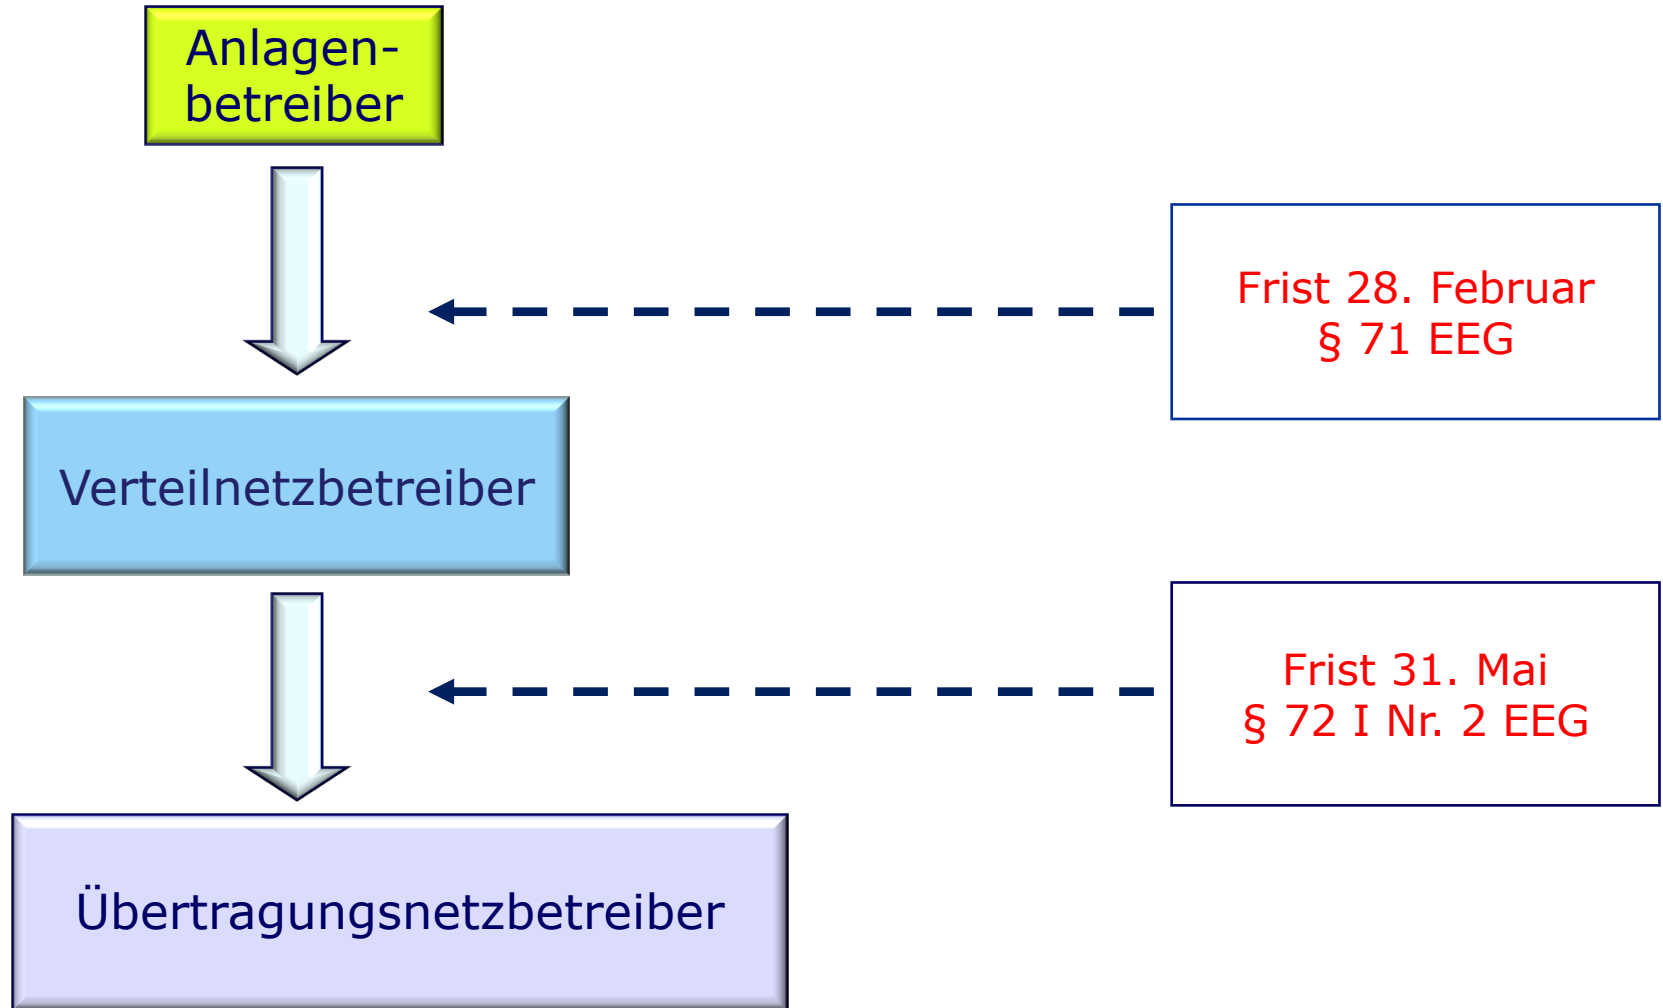 Anlagen-
betreiber
Frist 28. Februar
§ 71 EEG
Verteilnetzbetreiber
Frist 31. Mai
§ 72 I Nr. 2 EEG
Übertragungsnetzbetreiber